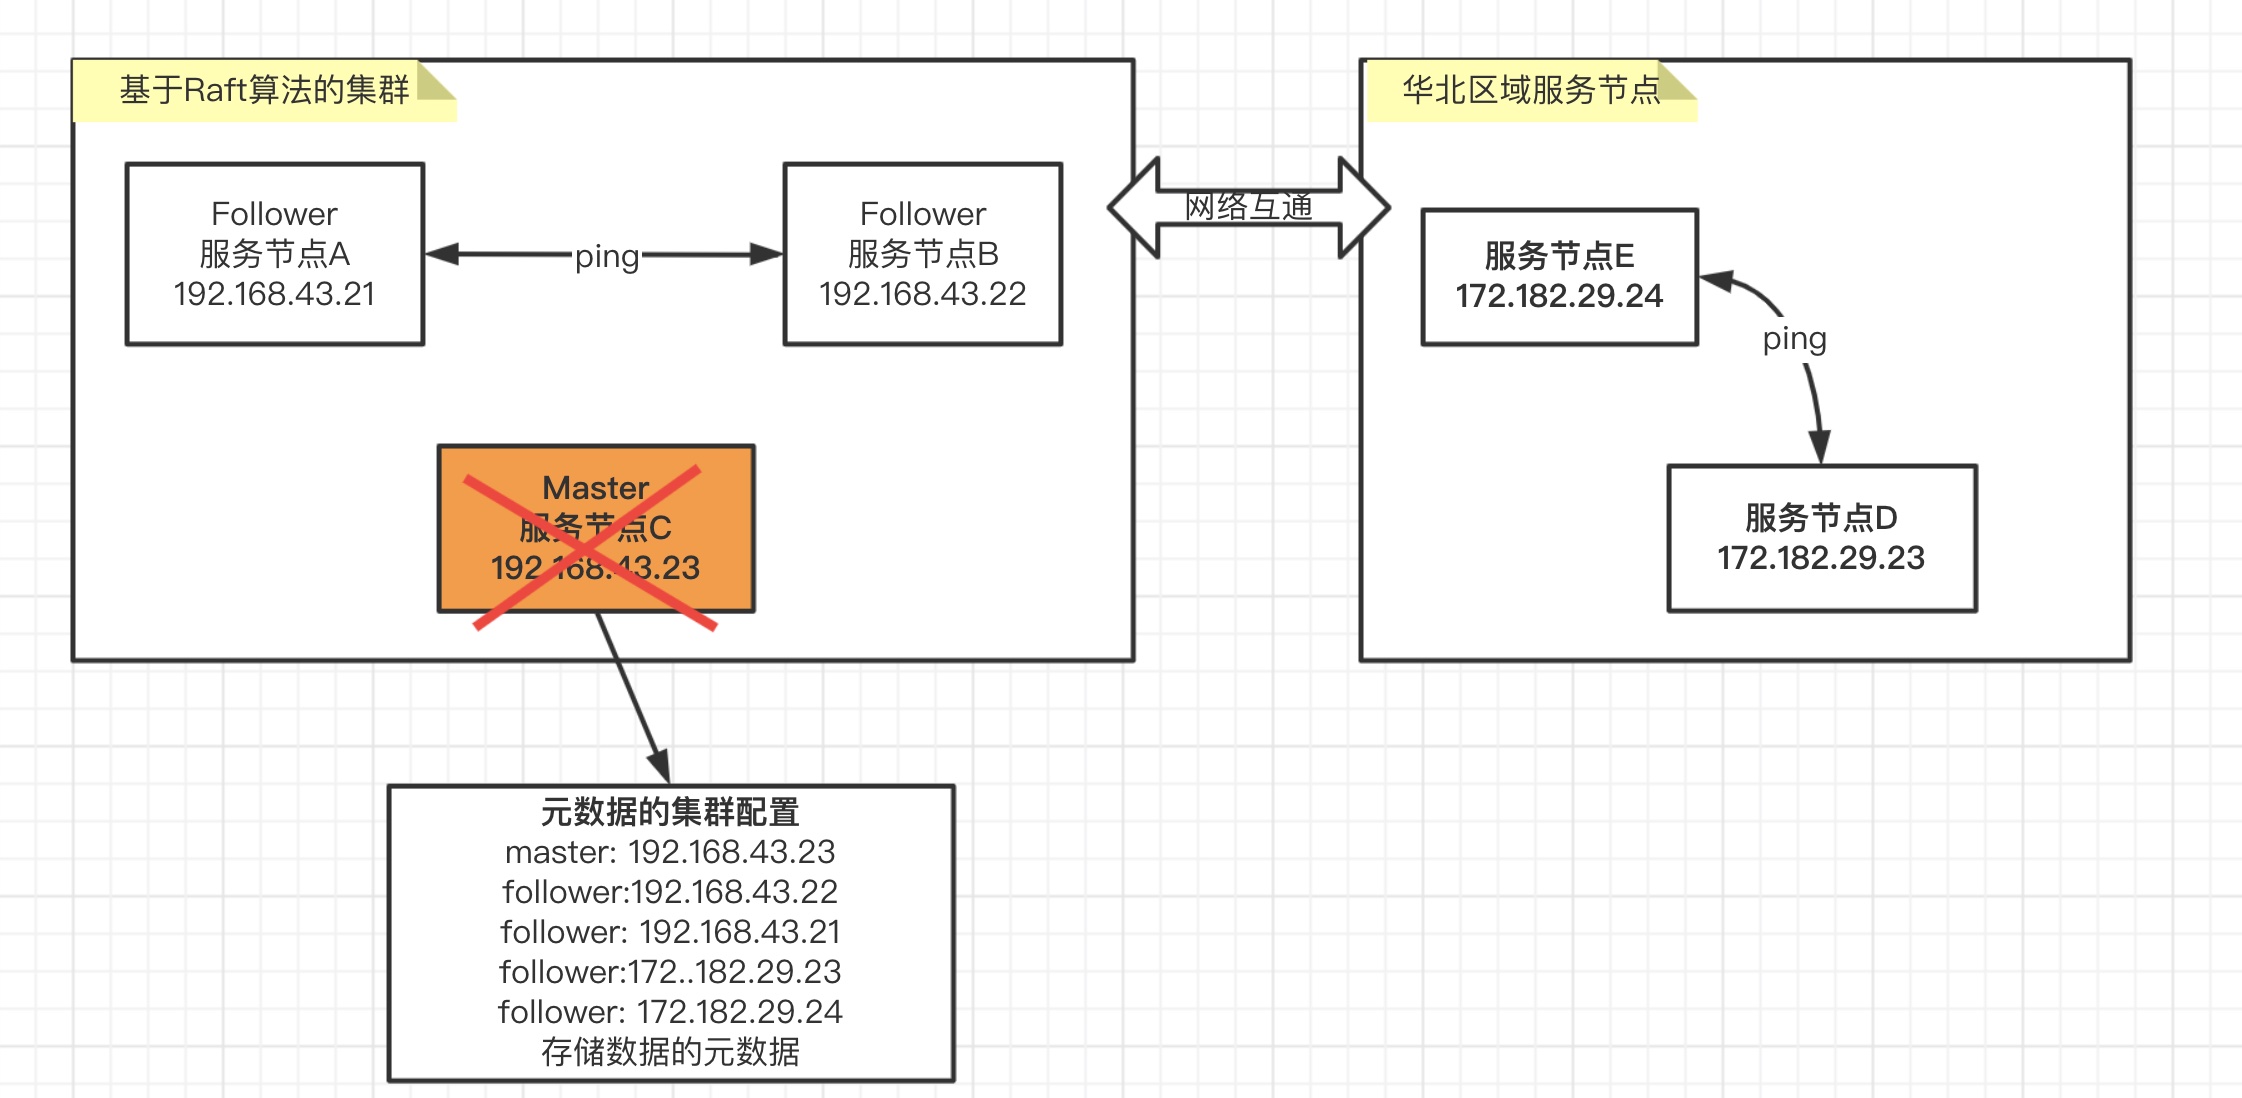 基于Raft算法的集群
华北区域服务节点
Follower
服务节点A
192.168.43.21
ping
Follower
服务节点B
192.168.43.22
网络互通
服务节点E
172.182.29.24
ping
服务节点D
172.182.29.23
Master
服务节点C
192.168.43.23
元数据的集群配置
master: 192.168.43.23
follower:192.168.43.22
follower: 192.168.43.21
follower:172..182.29.23
follower: 172.182.29.24
存储数据的元数据